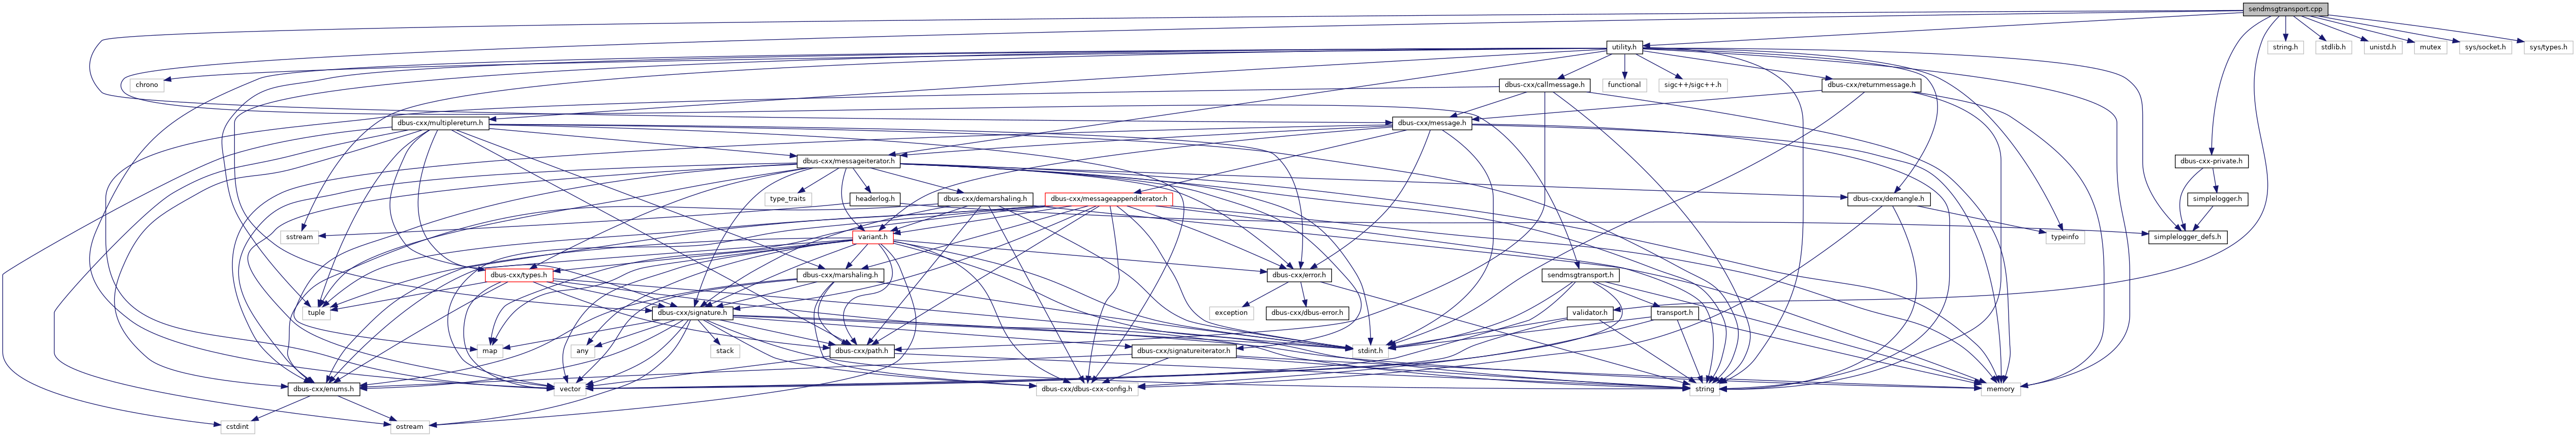 sendmsgtransport.cpp
utility.h
string.h
stdlib.h
unistd.h
mutex
sys/socket.h
sys/types.h
chrono
dbus-cxx/callmessage.h
functional
sigc++/sigc++.h
dbus-cxx/returnmessage.h
dbus-cxx/multiplereturn.h
dbus-cxx/message.h
dbus-cxx/messageiterator.h
dbus-cxx-private.h
type_traits
headerlog.h
dbus-cxx/demarshaling.h
dbus-cxx/messageappenditerator.h
dbus-cxx/demangle.h
simplelogger.h
sstream
variant.h
typeinfo
simplelogger_defs.h
dbus-cxx/types.h
dbus-cxx/marshaling.h
dbus-cxx/error.h
sendmsgtransport.h
tuple
dbus-cxx/signature.h
exception
dbus-cxx/dbus-error.h
validator.h
transport.h
map
any
stack
dbus-cxx/path.h
dbus-cxx/signatureiterator.h
stdint.h
dbus-cxx/enums.h
vector
dbus-cxx/dbus-cxx-config.h
string
memory
cstdint
ostream